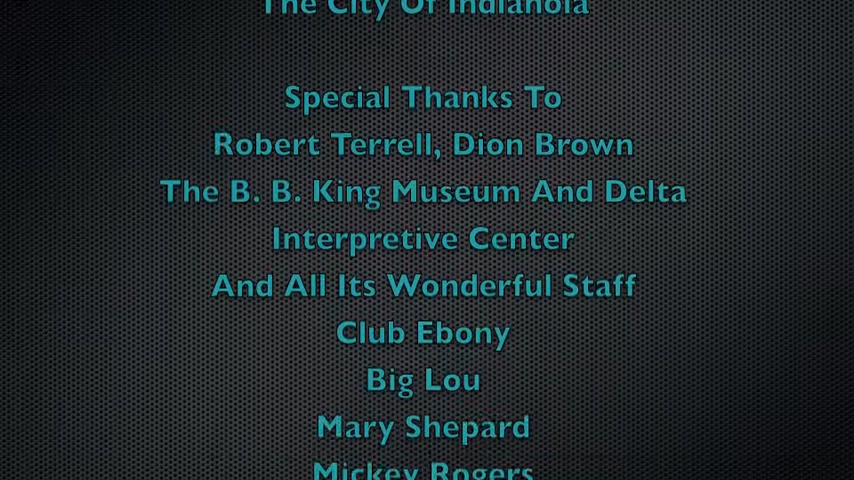 The City Of Indianola
Special Thanks To
Robert Terrell, Dion Brown
The B. B. King Museum And Delta
Interpretive Center
And All Its Wonderful Staff
Club Ebony
Big Lou
Mary Shepard
Mickey Rogers